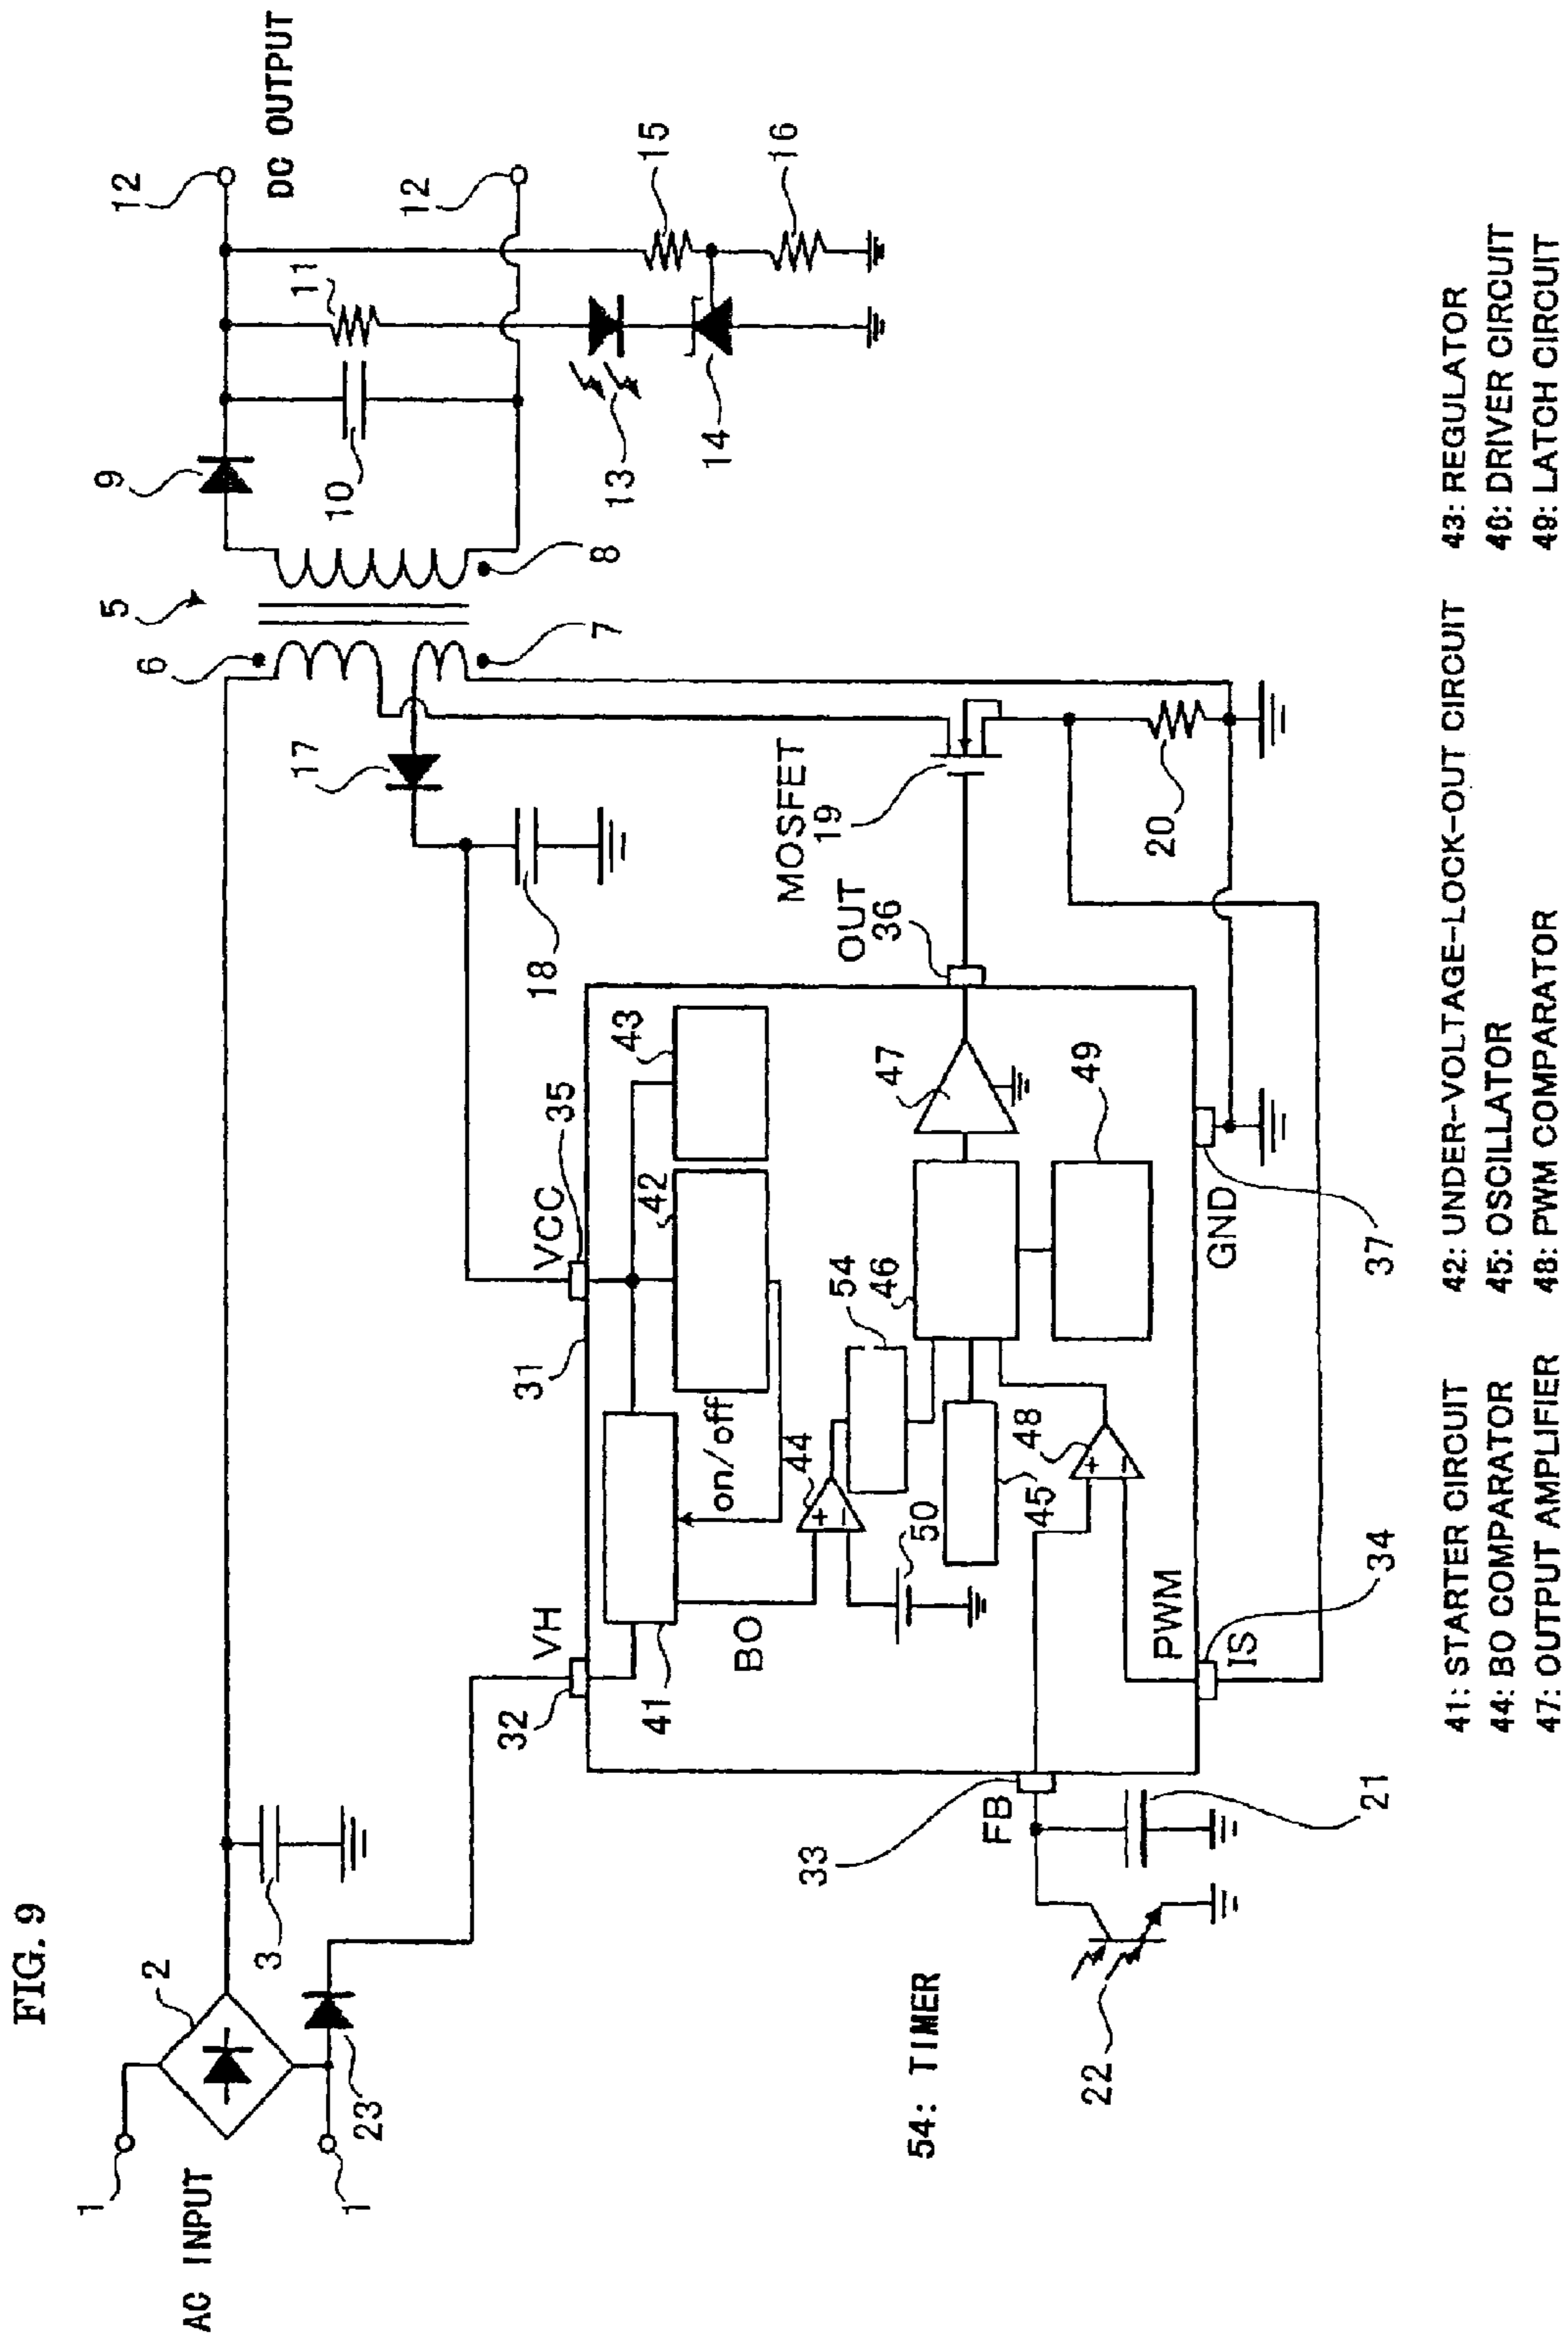 FIG. 9
AC INPUT
1
1
2
23
3
5
6
7
8
9
10
11
12
12
DC OUTPUT
13
14
15
16
17
18
MOSFET
19
20
VH
32
VCC
35
31
OUT
36
41
42
43
on/off
BO
44
54
46
47
50
45
48
49
PWM
FB
33
IS
34
GND
37
21
22
54: TIMER
41: STARTER CIRCUIT
42: UNDER-VOLTAGE-LOCK-OUT CIRCUIT
43: REGULATOR
44: BO COMPARATOR
45: OSCILLATOR
46: DRIVER CIRCUIT
47: OUTPUT AMPLIFIER
48: PWM COMPARATOR
49: LATCH CIRCUIT